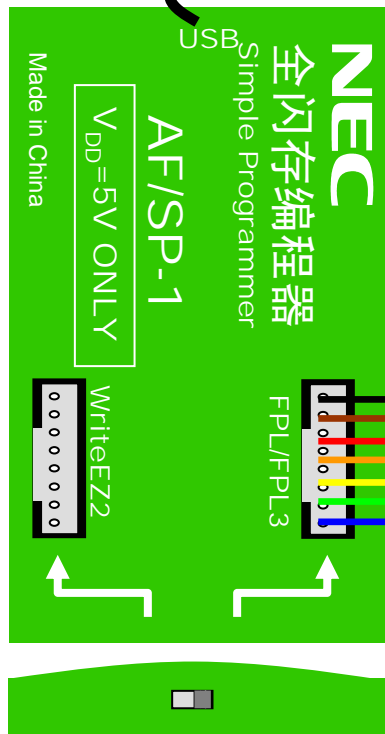 USB
NEC
全闪存编程器
Simple Programmer
AF/SP-1
V_DD=5V ONLY
Made in China
WriteEZ2
FPL/FPL3